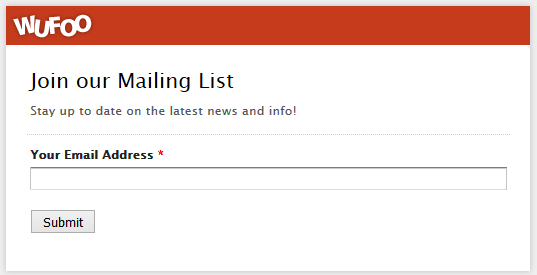 WUFOO
Join our Mailing List
Stay up to date on the latest news and info!
Your Email Address *
Submit